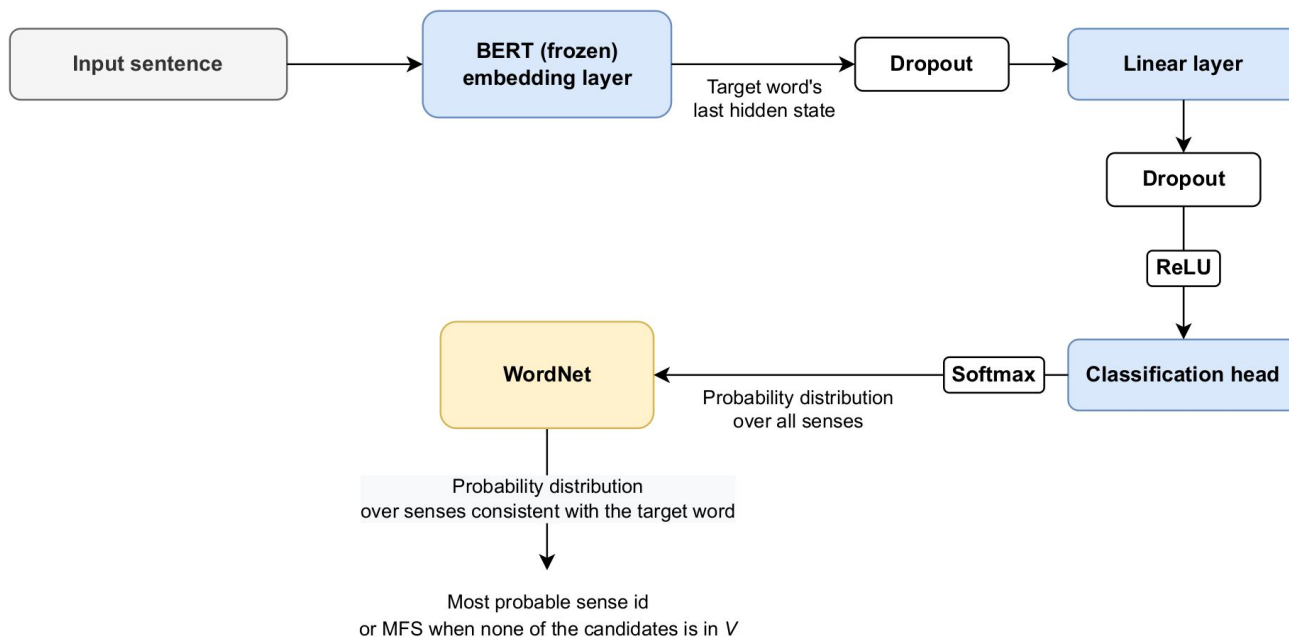 Input sentence
BERT (frozen)
embedding layer
Target word's
last hidden state
Dropout
Linear layer
Dropout
ReLU
Classification head
Softmax
Probability distribution
over all senses
WordNet
Probability distribution
over senses consistent with the target word
Most probable sense id
or MFS when none of the candidates is in V